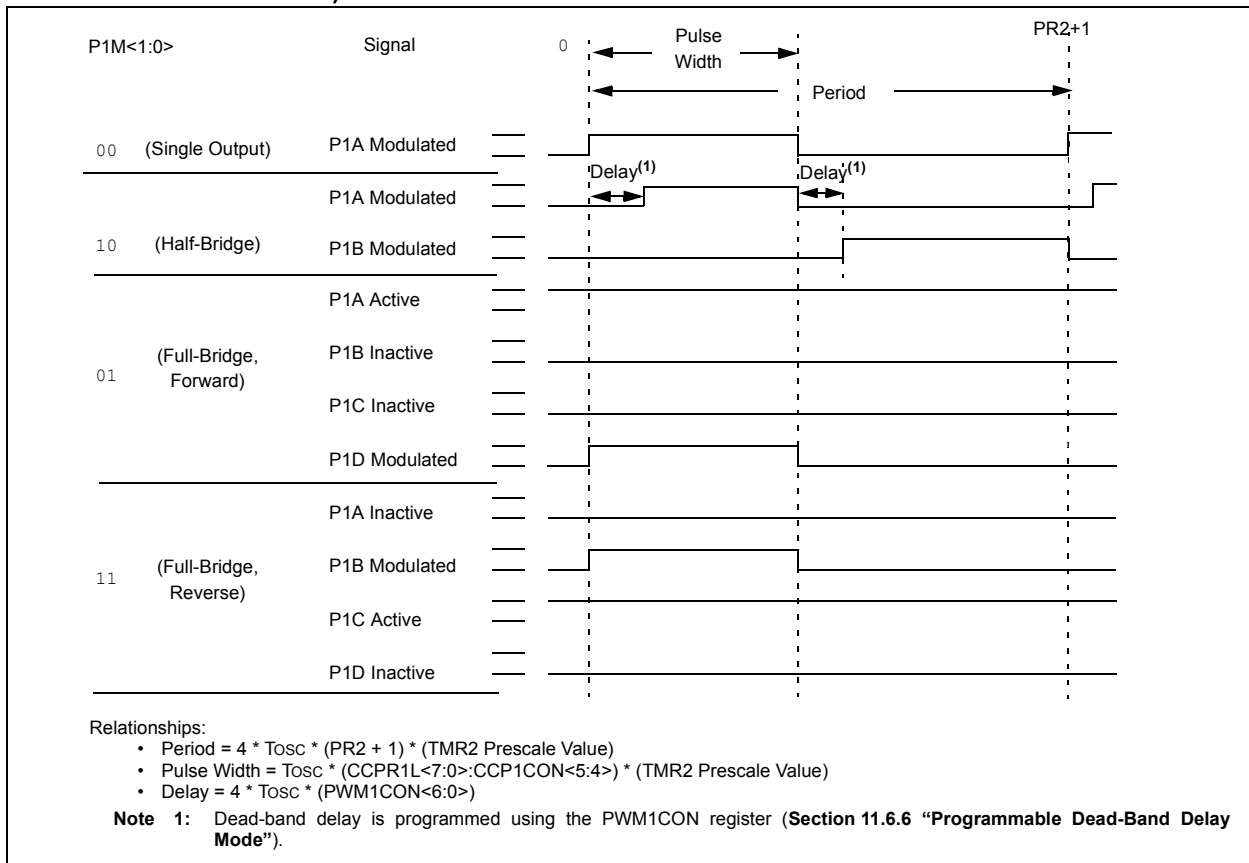 P1M<1:0>
Signal
0
Pulse
Width
PR2+1
Period
00
(Single Output)
P1A Modulated
Delay(1)
Delay(1)
P1A Modulated
10
(Half-Bridge)
P1B Modulated
P1A Active
01
(Full-Bridge,
Forward)
P1B Inactive
P1C Inactive
P1D Modulated
P1A Inactive
11
(Full-Bridge,
Reverse)
P1B Modulated
P1C Active
P1D Inactive
Relationships:
• Period = 4 * TOSC * (PR2 + 1) * (TMR2 Prescale Value)
• Pulse Width = TOSC * (CCPR1L<7:0>:CCP1CON<5:4>) * (TMR2 Prescale Value)
• Delay = 4 * TOSC * (PWM1CON<6:0>)
Note 1: Dead-band delay is programmed using the PWM1CON register (Section 11.6.6 “Programmable Dead-Band Delay
Mode”).